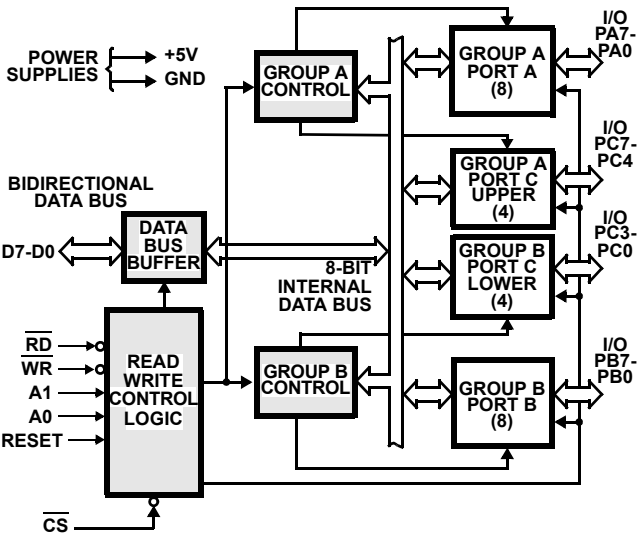 POWER
SUPPLIES
+5V
GND
GROUP A
CONTROL
GROUP A
PORT A
(8)
I/O
PA7-
PA0
GROUP A
PORT C
UPPER
(4)
I/O
PC7-
PC4
BIDIRECTIONAL
DATA BUS
D7-D0
DATA
BUS
BUFFER
8-BIT
INTERNAL
DATA BUS
GROUP B
PORT C
LOWER
(4)
I/O
PC3-
PC0
RD
WR
A1
A0
RESET
READ
WRITE
CONTROL
LOGIC
GROUP B
CONTROL
GROUP B
PORT B
(8)
I/O
PB7-
PB0
CS